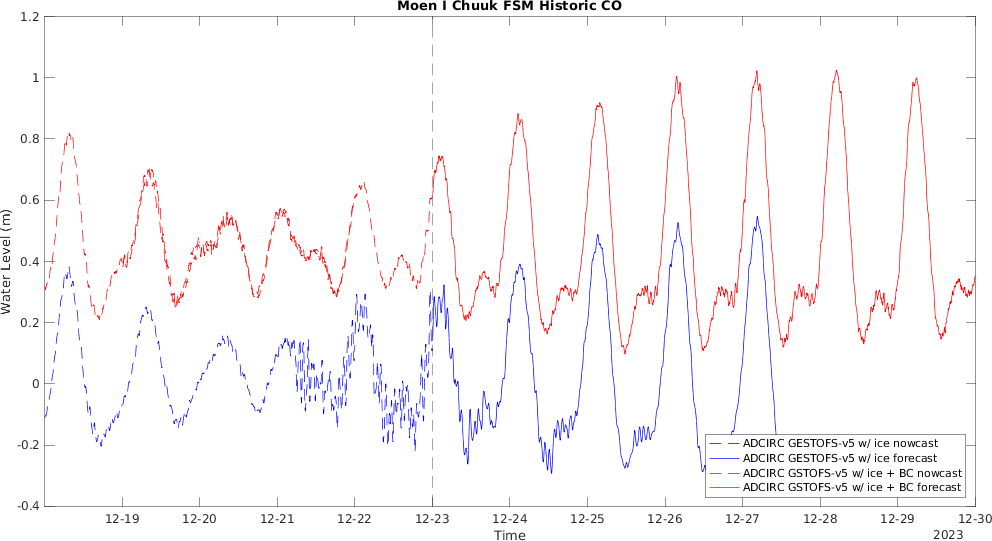 Moen I Chuuk FSM Historic CO
1.2
1
0.8
0.6
0.4
0.2
0
-0.2
-0.4
Water Level (m)
ADCIRC GESTOFS-v5 w/ ice nowcast
ADCIRC GESTOFS-v5 w/ ice forecast
ADCIRC GSTOFS-v5 w/ ice + BC nowcast
ADCIRC GSTOFS-v5 w/ ice + BC forecast
12-19 12-20 12-21 12-22 12-23 12-24 12-25 12-26 12-27 12-28 12-29 12-30
Time
2023